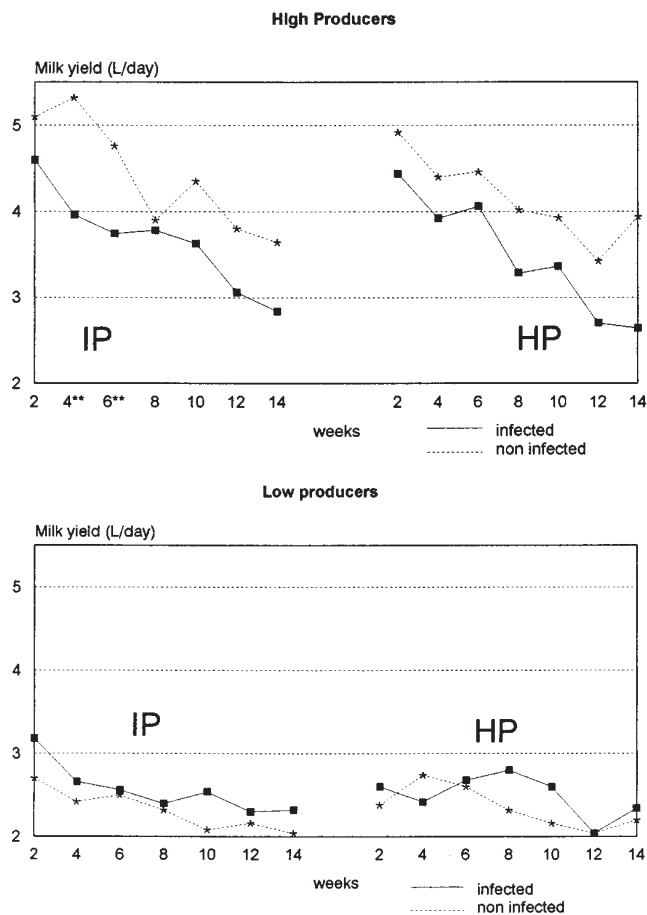 HIgh Producers
Milk yield (L/day)
5
4
3
2
IP
HP
2 4** 6** 8 10 12 14 2 4 6 8 10 12 14
weeks
infected
non infected
Low producers
Milk yield (L/day)
5
4
3
2
IP
HP
2 4 6 8 10 12 14 2 4 6 8 10 12 14
weeks
infected
non infected